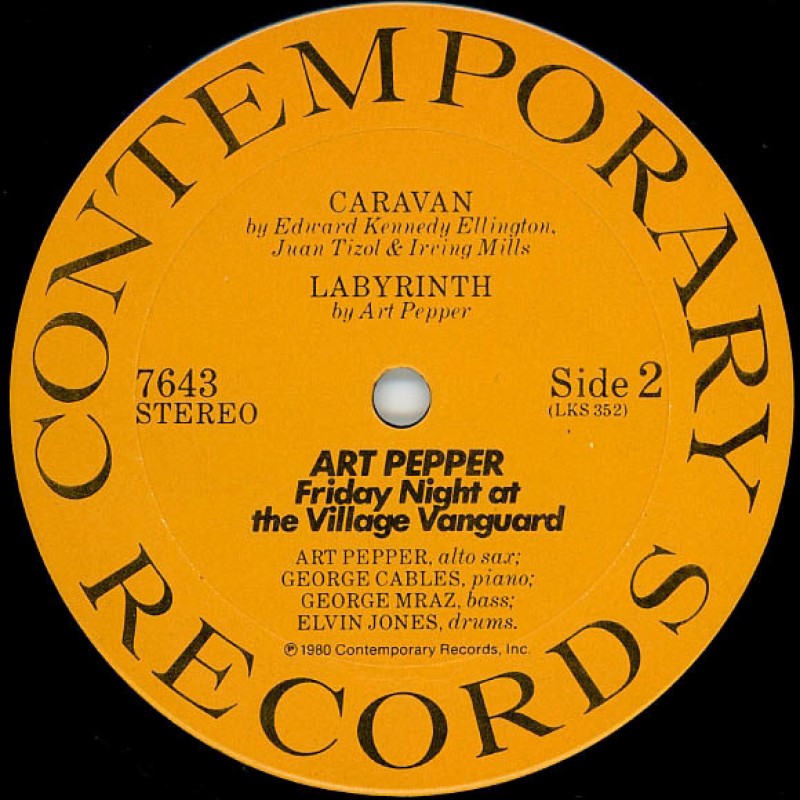 CONTEMPORARY
CARAVAN
by Edward Kennedy Ellington,
Juan Tizol & Irving Mills
LABYRINTH
by Art Pepper
7643
STEREO
Side 2
(LKS 352)
ART PEPPER
Friday Night at
the Village Vanguard
ART PEPPER, alto sax;
GEORGE CABLES, piano;
GEORGE MRAZ, bass;
ELVIN JONES, drums.
℗ 1980 Contemporary Records, Inc.
RECORDS